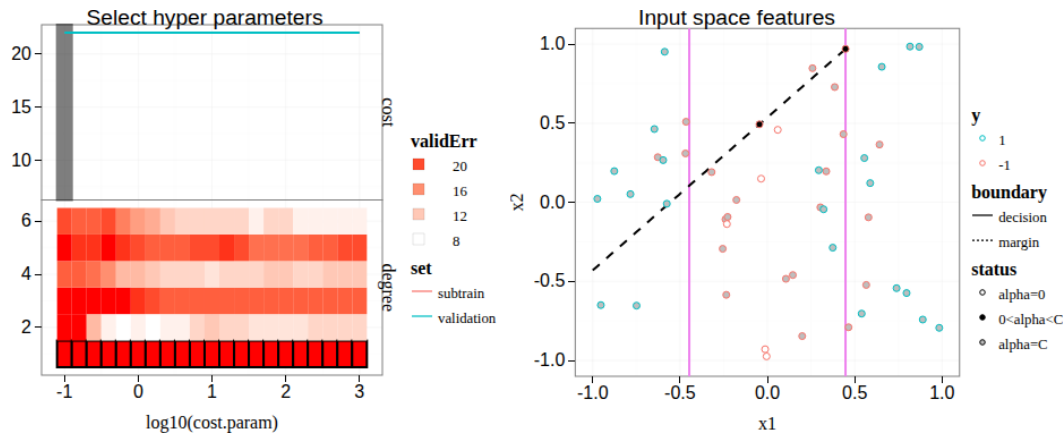 Select hyper parameters
20
15
10
cost
6
4
2
degree
-1
0
1
2
3
log10(cost.param)
validErr
20
16
12
8
set
subtrain
validation
Input space features
1.0
0.5
0.0
-0.5
-1.0
x2
-1.0
-0.5
0.0
0.5
1.0
x1
y
1
-1
boundary
decision
margin
status
alpha=0
0<alpha<C
alpha=C